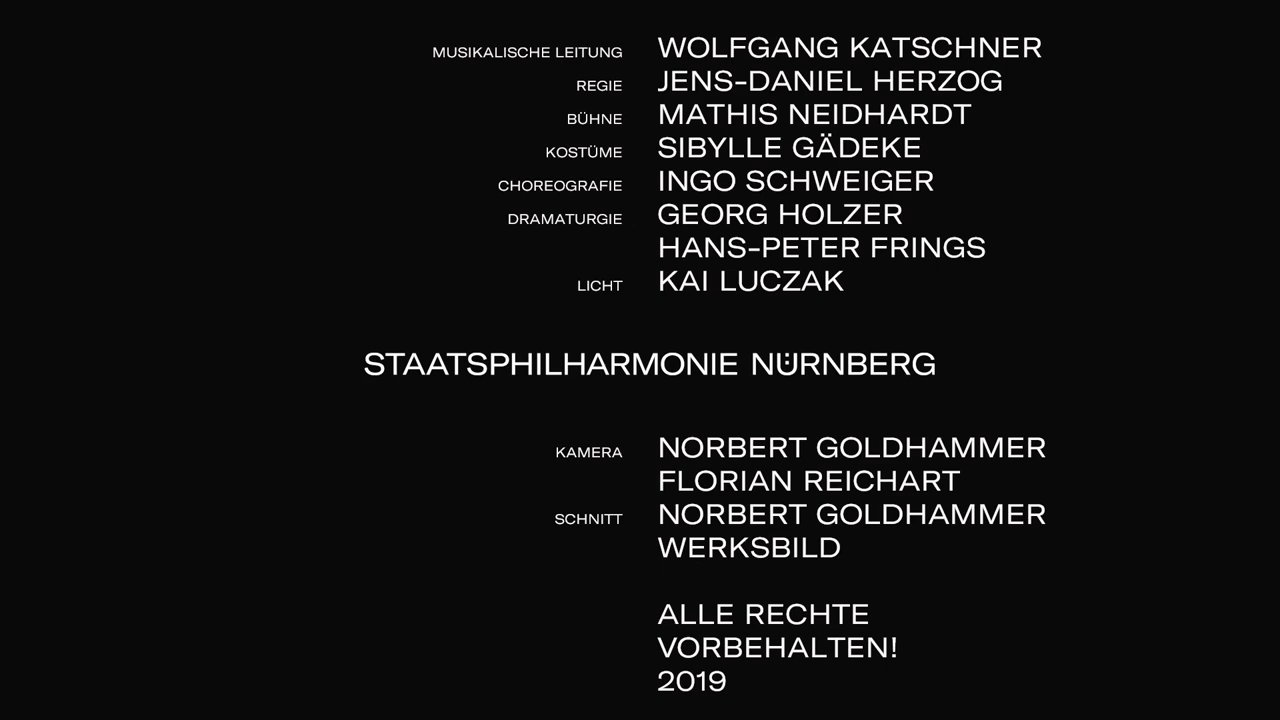 MUSIKALISCHE LEITUNG WOLFGANG KATSCHNER
REGIE JENS-DANIEL HERZOG
BÜHNE MATHIS NEIDHARDT
KOSTÜME SIBYLLE GÄDEKE
CHOREOGRAFIE INGO SCHWEIGER
DRAMATURGIE GEORG HOLZER
HANS-PETER FRINGS
LICHT KAI LUCZAK
STAATSPHILHARMONIE NÜRNBERG
KAMERA NORBERT GOLDHAMMER
FLORIAN REICHART
SCHNITT NORBERT GOLDHAMMER
WERKSBILD
ALLE RECHTE
VORBEHALTEN!
2019